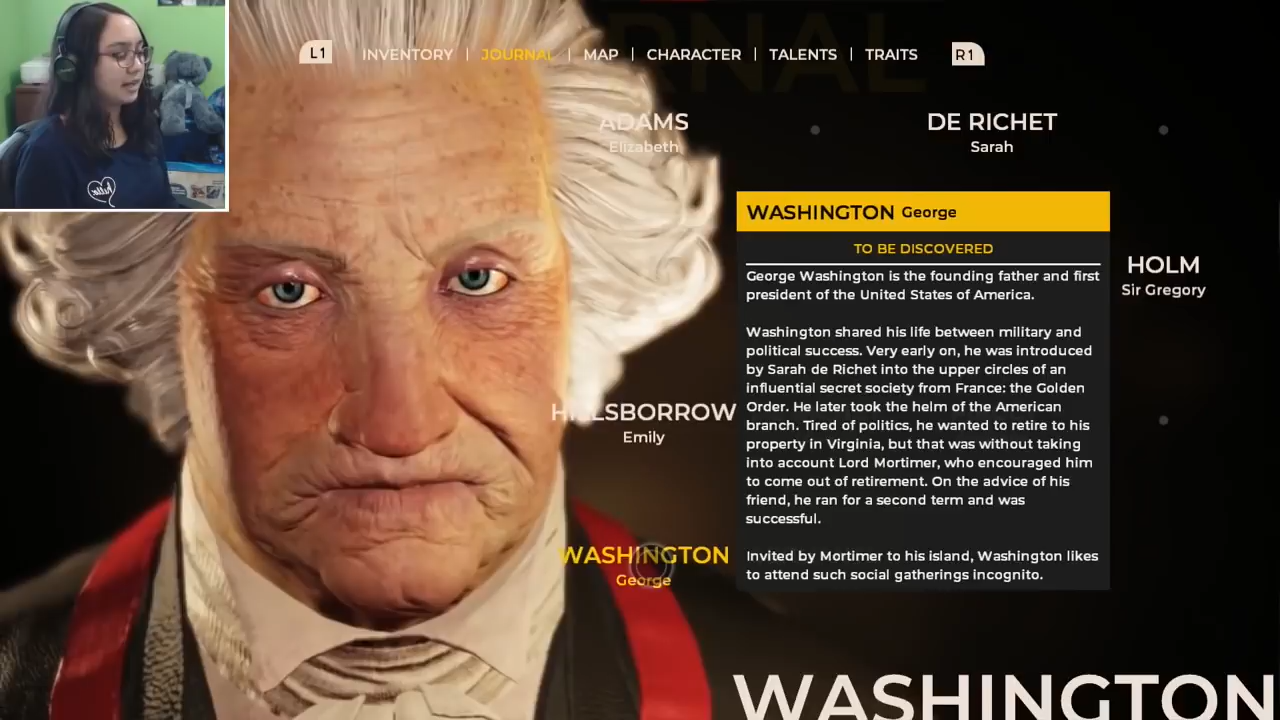 L1 INVENTORY | JOURNAL | MAP | CHARACTER | TALENTS | TRAITS R1
ADAMS
Elizabeth
DE RICHET
Sarah
WASHINGTON George
TO BE DISCOVERED
George Washington is the founding father and first
president of the United States of America.
Washington shared his life between military and
political success. Very early on, he was introduced
by Sarah de Richet into the upper circles of an
influential secret society from France: the Golden
Order. He later took the helm of the American
branch. Tired of politics, he wanted to retire to his
property in Virginia, but that was without taking
into account Lord Mortimer, who encouraged him
to come out of retirement. On the advice of his
friend, he ran for a second term and was
successful.
Invited by Mortimer to his island, Washington likes
to attend such social gatherings incognito.
HOLM
Sir Gregory
HILLSBORROW
Emily
WASHINGTON
George
WASHINGTON